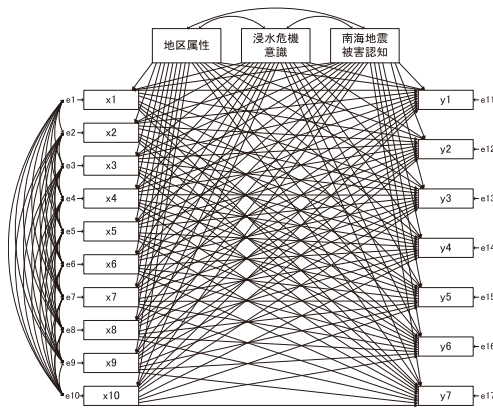 地区属性
浸水危機
意識
南海地震
被害認知
e1 x1 y1 e11
e2 x2 y2 e12
e3 x3 y3 e13
e4 x4 y4 e14
e5 x5 y5 e15
e6 x6 y6 e16
e7 x7 y7 e17
e8 x8
e9 x9
e10 x10